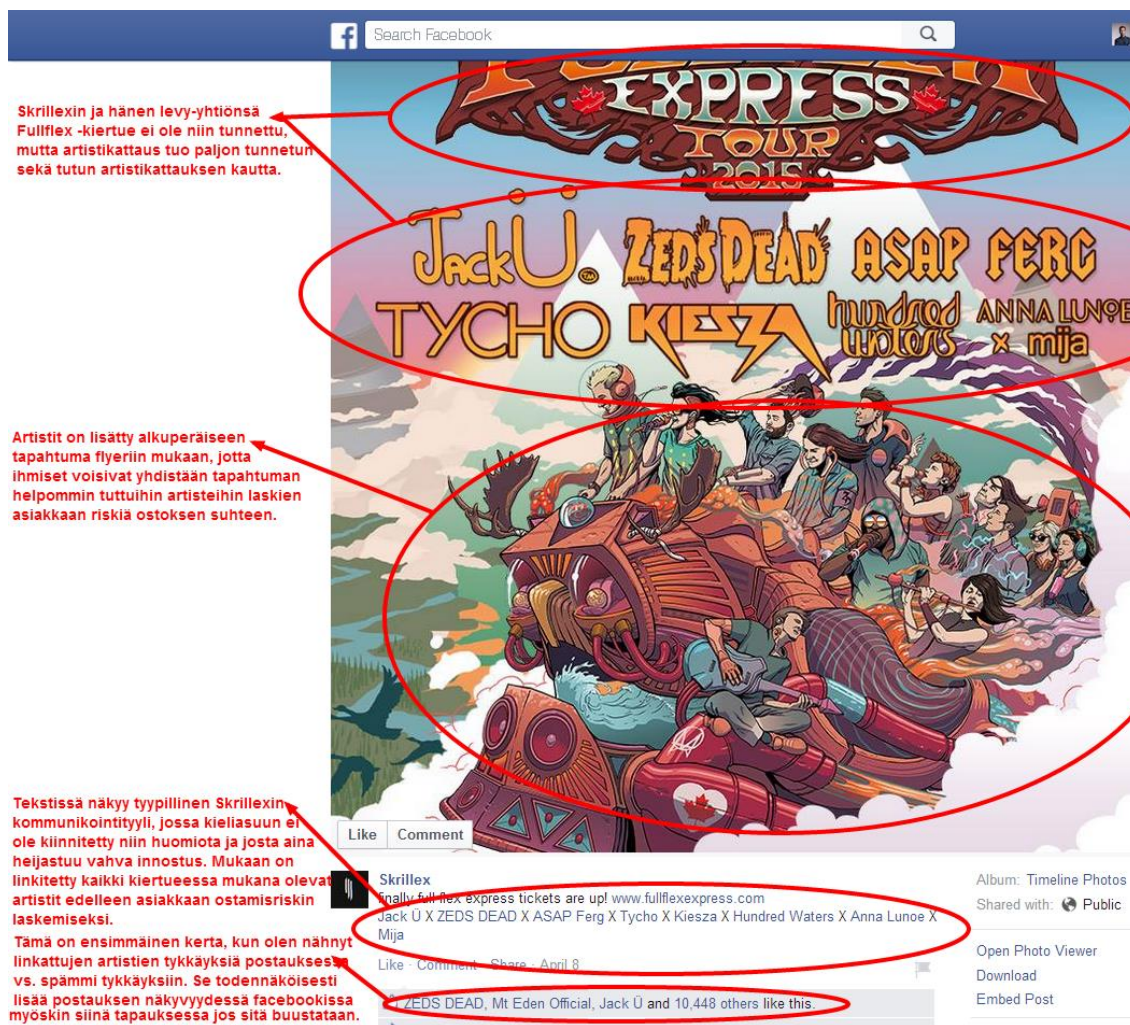 Search Facebook
EXPRESS
TOUR
2015
JACK Ü TM
ZEDS DEAD
ASAP FERG
TYCHO
KIESZA
hundred
waters
ANNA LUNOE
x mija
Skrillexin ja hänen levy-yhtiönsä
Fullflex -kiertue ei ole niin tunnettu,
mutta artistikattaus tuo paljon tunnetun
sekä tutun artistikattauksen kautta.
Artistit on lisätty alkuperäiseen
tapahtuma flyeriin mukaan, jotta
ihmiset voisivat yhdistään tapahtuman
helpommin tuttuihin artisteihin laskien
asiakkaan riskiä ostoksen suhteen.
Tekstissä näkyy tyypillinen Skrillexin
kommunikointityyli, jossa kieliasuun ei
ole kiinnitetty niin huomiota ja josta aina
heijastuu vahva innostus. Mukaan on
linkitetty kaikki kiertueessa mukana olevat
artistit edelleen asiakkaan ostamisriskin
laskemiseksi.
Tämä on ensimmäinen kerta, kun olen nähnyt
linkattujen artistien tykkäyksiä postauksessa
vs. spämmi tykkäyksiin. Se todennäköisesti
lisää postauksen näkyvyydessä facebookissa
myöskin siinä tapauksessa jos sitä buustataan.
Like Comment
Skrillex
finally full flex express tickets are up! www.fullflexexpress.com
Jack Ü X ZEDS DEAD X ASAP Ferg X Tycho X Kiesza X Hundred Waters X Anna Lunoe X
Mija
Like · Comment · Share · April 8
ZEDS DEAD, Mt Eden Official, Jack Ü and 10,448 others like this.
Album: Timeline Photos
Shared with: Public
Open Photo Viewer
Download
Embed Post